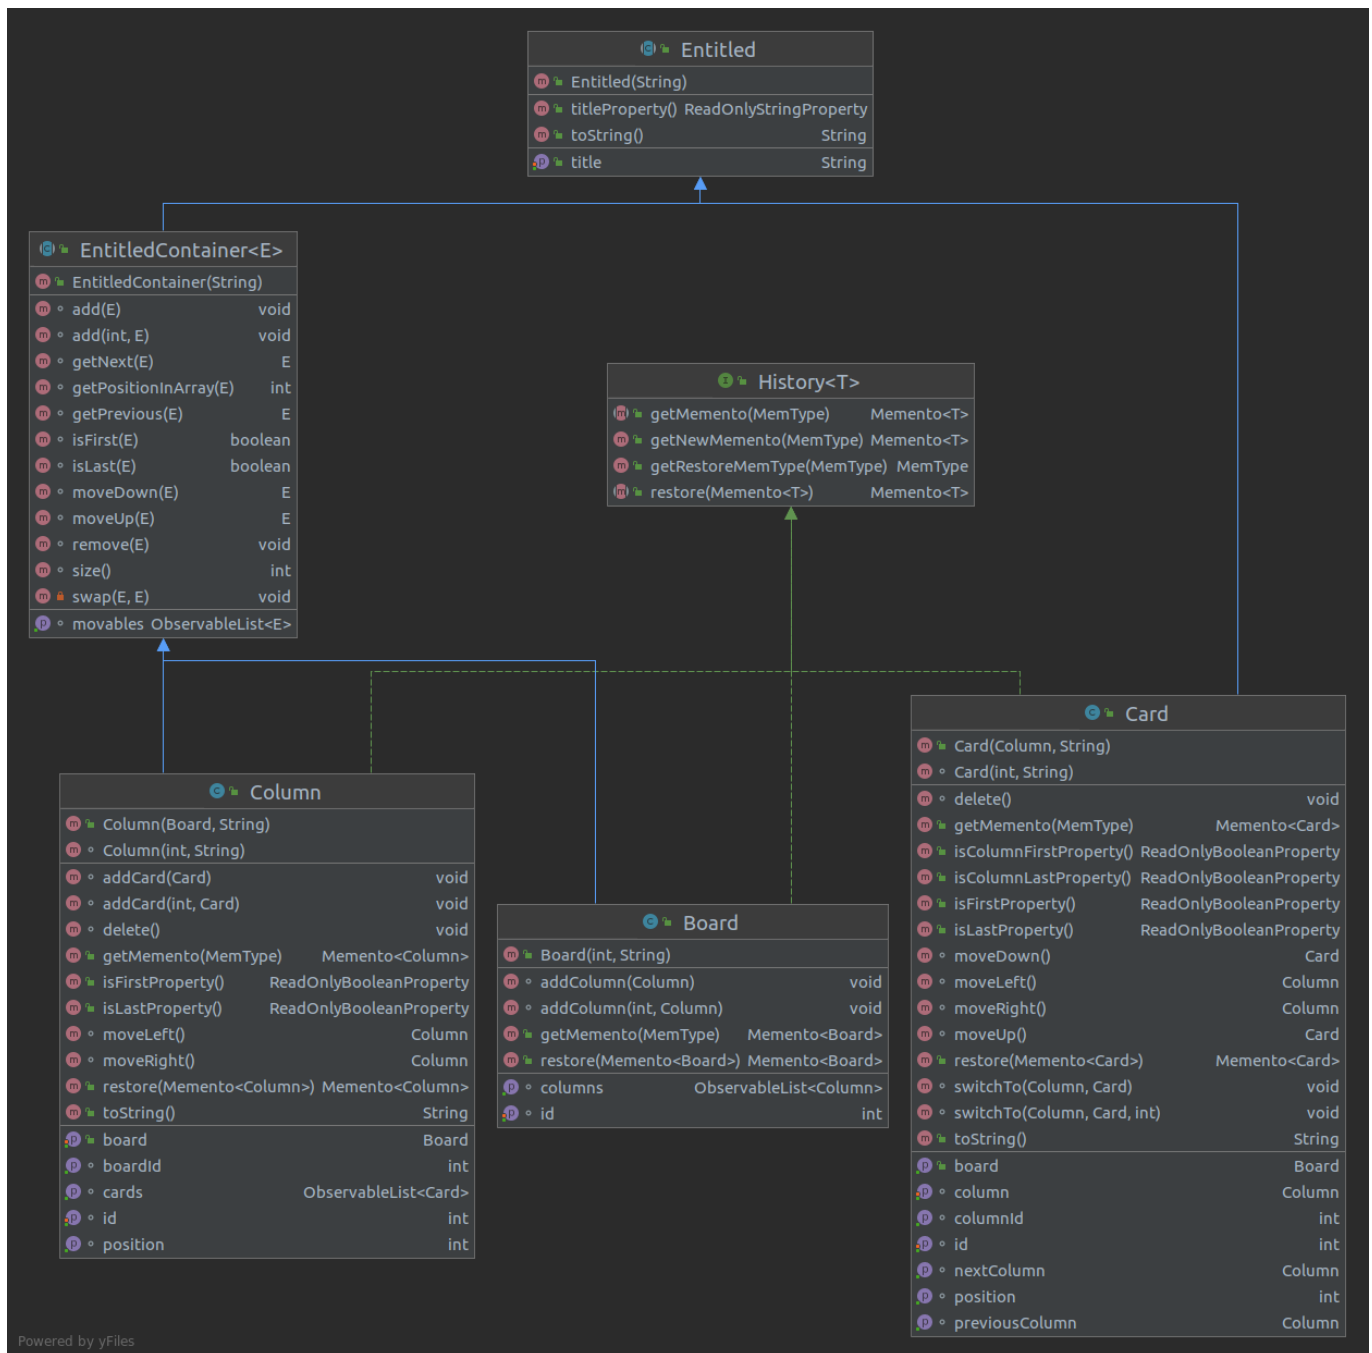 Entitled
Entitled(String)
titleProperty() ReadOnlyStringProperty
toString() String
title String
EntitledContainer<E>
EntitledContainer(String)
add(E) void
add(int, E) void
getNext(E) E
getPositionInArray(E) int
getPrevious(E) E
isFirst(E) boolean
isLast(E) boolean
moveDown(E) E
moveUp(E) E
remove(E) void
size() int
swap(E, E) void
movables ObservableList<E>
History<T>
getMemento(MemType) Memento<T>
getNewMemento(MemType) Memento<T>
getRestoreMemType(MemType) MemType
restore(Memento<T>) Memento<T>
Column
Column(Board, String)
Column(int, String)
addCard(Card) void
addCard(int, Card) void
delete() void
getMemento(MemType) Memento<Column>
isFirstProperty() ReadOnlyBooleanProperty
isLastProperty() ReadOnlyBooleanProperty
moveLeft() Column
moveRight() Column
restore(Memento<Column>) Memento<Column>
toString() String
board Board
boardId int
cards ObservableList<Card>
id int
position int
Board
Board(int, String)
addColumn(Column) void
addColumn(int, Column) void
getMemento(MemType) Memento<Board>
restore(Memento<Board>) Memento<Board>
columns ObservableList<Column>
id int
Card
Card(Column, String)
Card(int, String)
delete() void
getMemento(MemType) Memento<Card>
isColumnFirstProperty() ReadOnlyBooleanProperty
isColumnLastProperty() ReadOnlyBooleanProperty
isFirstProperty() ReadOnlyBooleanProperty
isLastProperty() ReadOnlyBooleanProperty
moveDown() Card
moveLeft() Column
moveRight() Column
moveUp() Card
restore(Memento<Card>) Memento<Card>
switchTo(Column, Card) void
switchTo(Column, Card, int) void
toString() String
board Board
column Column
columnId int
id int
nextColumn Column
position int
previousColumn Column
Powered by yFiles